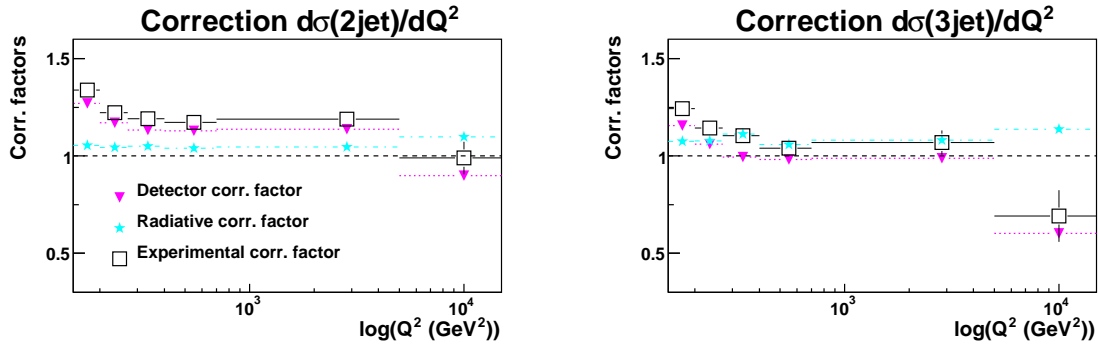 Correction dσ(2jet)/dQ²
Corr. factors
1.5
1
0.5
Detector corr. factor
Radiative corr. factor
Experimental corr. factor
10³
10⁴
log(Q² (GeV²))
Correction dσ(3jet)/dQ²
Corr. factors
1.5
1
0.5
10³
10⁴
log(Q² (GeV²))